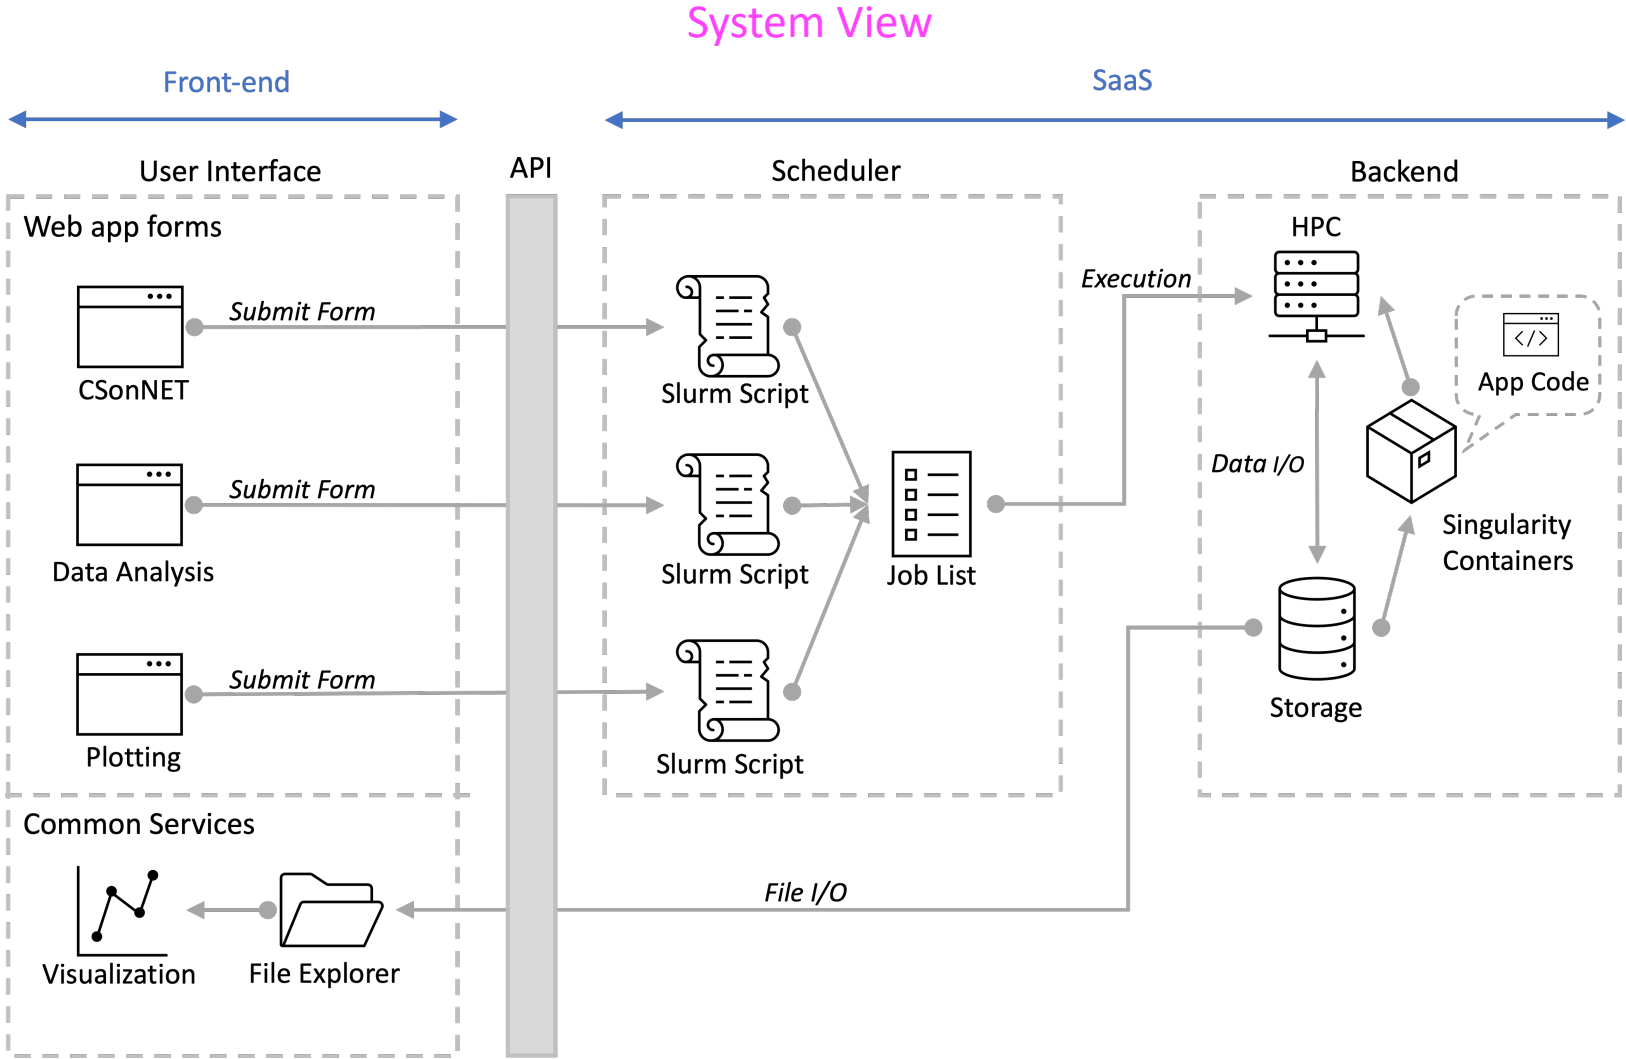 System View
Front-end
SaaS
User Interface
API
Scheduler
Backend
Web app forms
CSonNET
Submit Form
Slurm Script
Data Analysis
Submit Form
Slurm Script
Plotting
Submit Form
Slurm Script
Job List
Execution
HPC
App Code
Data I/O
Singularity
Containers
Storage
Common Services
Visualization
File Explorer
File I/O